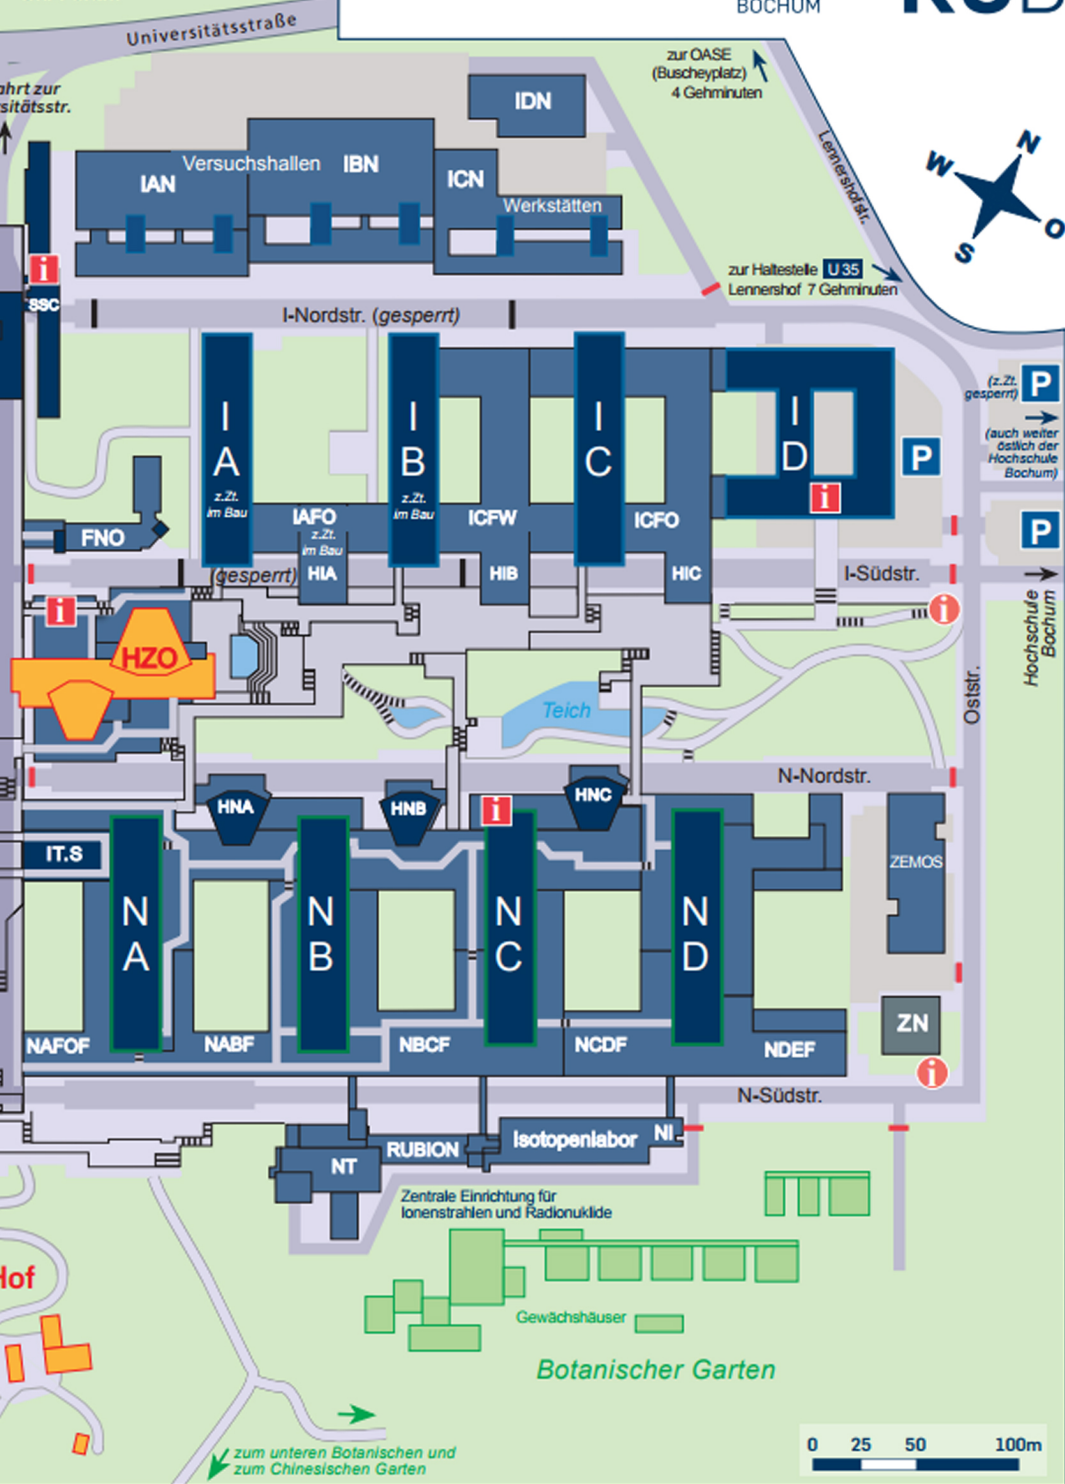 BOCHUM
RUB
Universitätsstraße
zur OASE
(Buscheyplatz)
4 Gehminuten
ahrt zur
sitätsstr.
IDN
Lennershofstr.
N
W
O
S
Versuchshallen
IBN
IAN
ICN
Werkstätten
zur Haltestelle U 35
Lennershof 7 Gehminuten
i
SSC
I-Nordstr. (gesperrt)
(z.Zt.
gesperrt)
P
(auch weiter
östlich der
Hochschule
Bochum)
I
A
z.Zt.
im Bau
I
B
z.Zt.
im Bau
I
C
I
D
P
i
IAFO
z.Zt.
im Bau
ICFW
ICFO
P
FNO
(gesperrt)
HIA
HIB
HIC
I-Südstr.
Hochschule
Bochum
i
i
HZO
Teich
Oststr.
N-Nordstr.
HNA
HNB
i
HNC
IT.S
ZEMOS
N
A
N
B
N
C
N
D
ZN
NAFOF
NABF
NBCF
NCDF
NDEF
i
N-Südstr.
NT
RUBION
Isotopenlabor
NI
Zentrale Einrichtung für
Ionenstrahlen und Radionuklide
Hof
Gewächshäuser
Botanischer Garten
zum unteren Botanischen und
zum Chinesischen Garten
0 25 50 100m